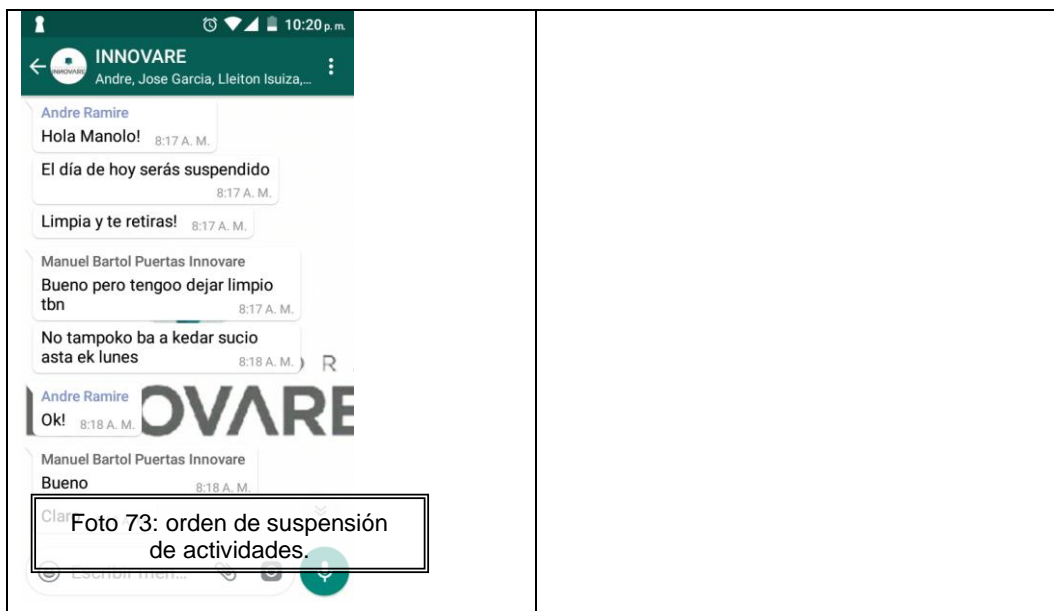 10:20 p. m.
INNOVARE
INNOVARE
Andre, Jose Garcia, Lleiton Isuiza,...
Andre Ramire
Hola Manolo! 8:17 A. M.
El día de hoy serás suspendido
8:17 A. M.
Limpia y te retiras! 8:17 A. M.
Manuel Bartol Puertas Innovare
Bueno pero tengoo dejar limpio
tbn 8:17 A. M.
No tampoko ba a kedar sucio
asta ek lunes 8:18 A. M.
R
Andre Ramire
Ok! 8:18 A. M.
OVARE
Manuel Bartol Puertas Innovare
Bueno 8:18 A. M.
Foto 73: orden de suspensión
de actividades.
Escribir men...